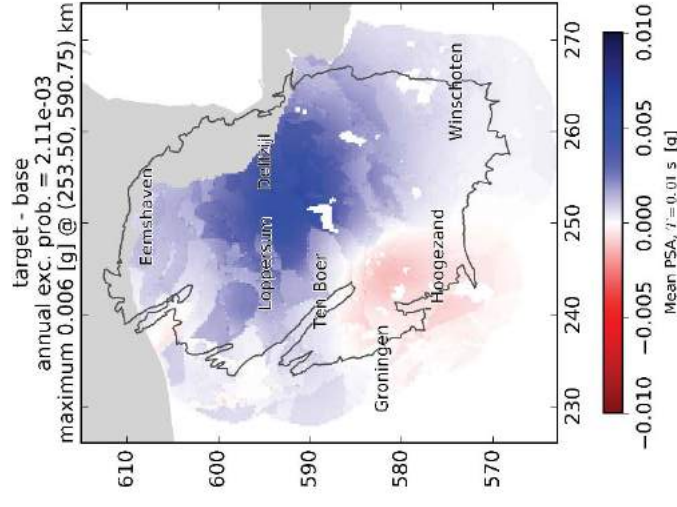 target - base
annual exc. prob. = 2.11e-03
maximum 0.006 [g] @ (253.50, 590.75) km
610
600
590
580
570
Eemshaven
Loppersum
Delfzijl
Ten Boer
Groningen
Hoogezand
Winschoten
230
240
250
260
270
−0.010
−0.005
0.000
0.005
0.010
Mean PSA, T = 0.01 s [g]